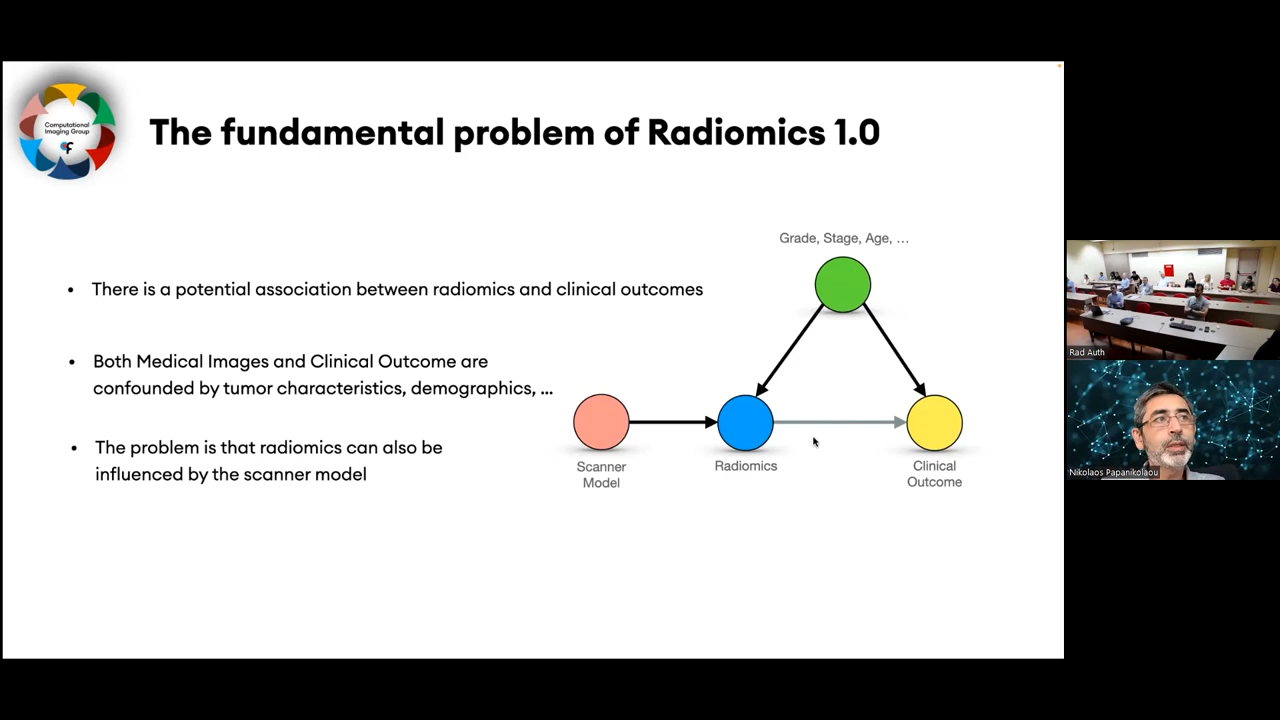 Computational
Imaging Group
The fundamental problem of Radiomics 1.0
Grade, Stage, Age, …
• There is a potential association between radiomics and clinical outcomes
• Both Medical Images and Clinical Outcome are
confounded by tumor characteristics, demographics, ...
• The problem is that radiomics can also be
influenced by the scanner model
Scanner
Model
Radiomics
Clinical
Outcome
Rad Auth
Nikolaos Papanikolaou